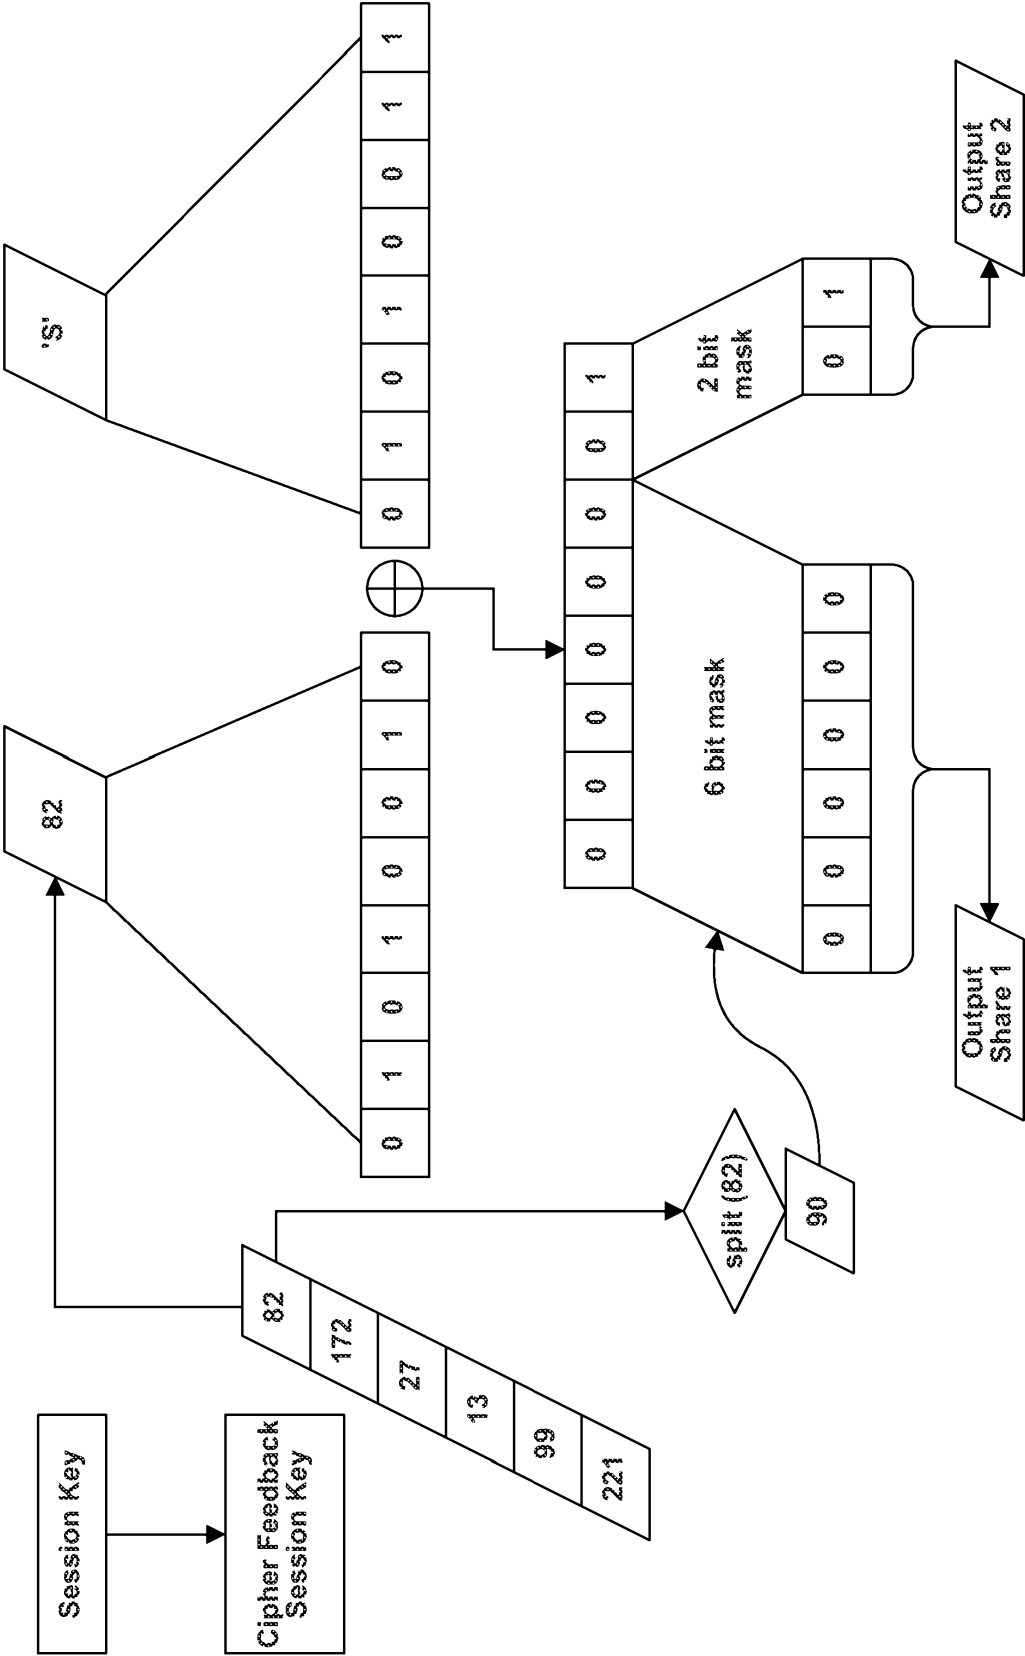 Session Key
Cipher Feedback
Session Key
82
172
27
13
99
221
82
0 1 0 1 0 0 1 0
'S'
0 1 0 1 0 0 1 1
split (82)
90
0 0 0 0 0 0 0 1
6 bit mask
2 bit
mask
0 0 0 0 0 0
0 1
Output
Share 1
Output
Share 2